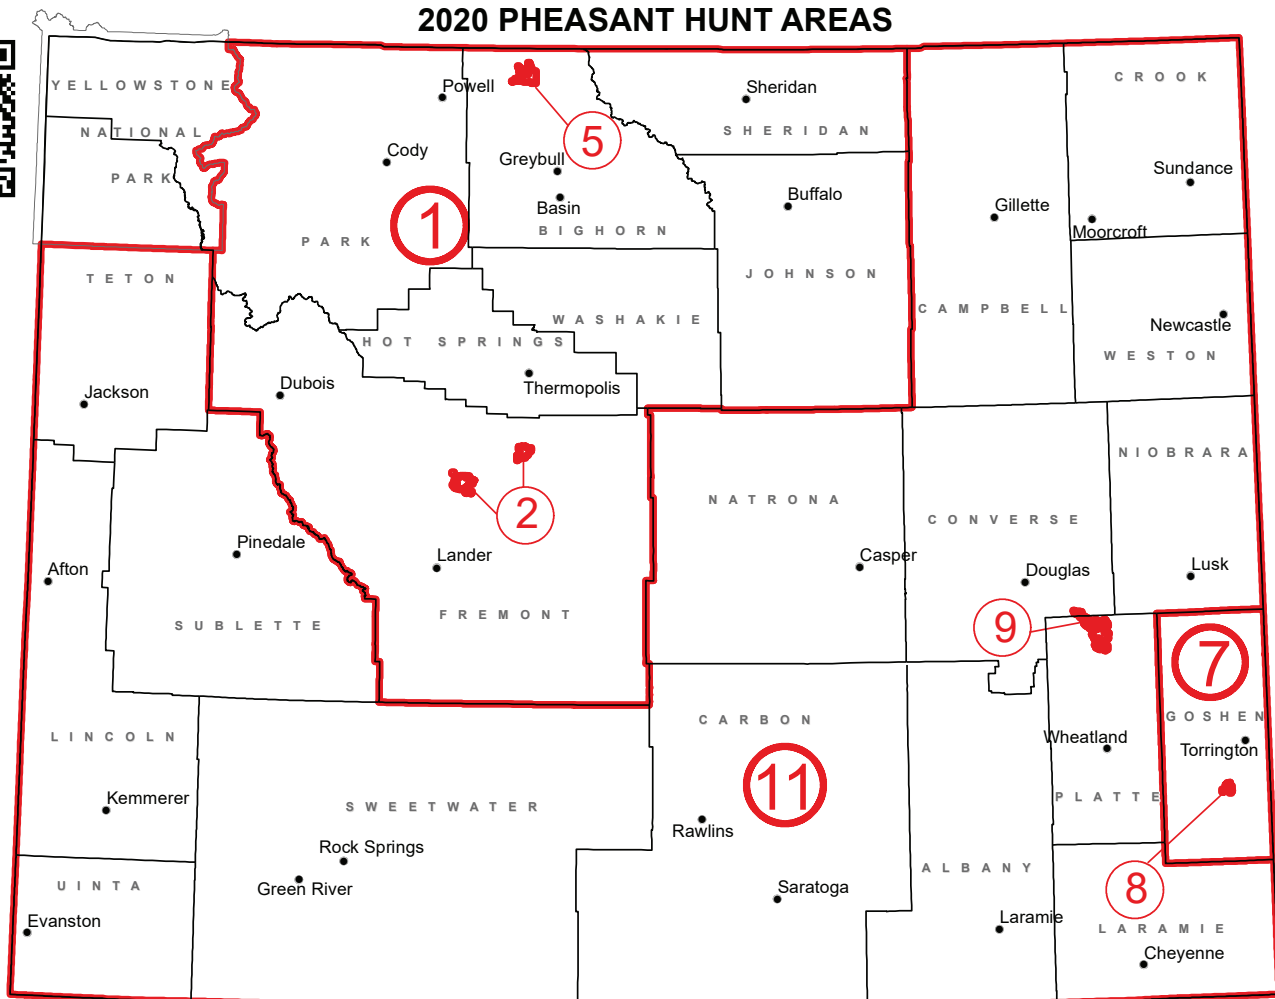 2020 PHEASANT HUNT AREAS
YELLOWSTONE
NATIONAL
PARK
Powell
5
Sheridan
SHERIDAN
CROOK
Cody
Greybull
Basin
BIGHORN
1
PARK
Buffalo
JOHNSON
Gillette
Sundance
Moorcroft
TETON
WASHAKIE
HOT SPRINGS
CAMPBELL
Newcastle
WESTON
Jackson
Dubois
Thermopolis
2
NATRONA
NIOBRARA
CONVERSE
Pinedale
Afton
Lander
Casper
Douglas
Lusk
SUBLETTE
FREMONT
9
7
LINCOLN
CARBON
GOSHEN
Wheatland
Torrington
Kemmerer
SWEETWATER
11
PLATTE
Rawlins
Rock Springs
Green River
UINTA
Saratoga
ALBANY
8
Evanston
Laramie
LARAMIE
Cheyenne